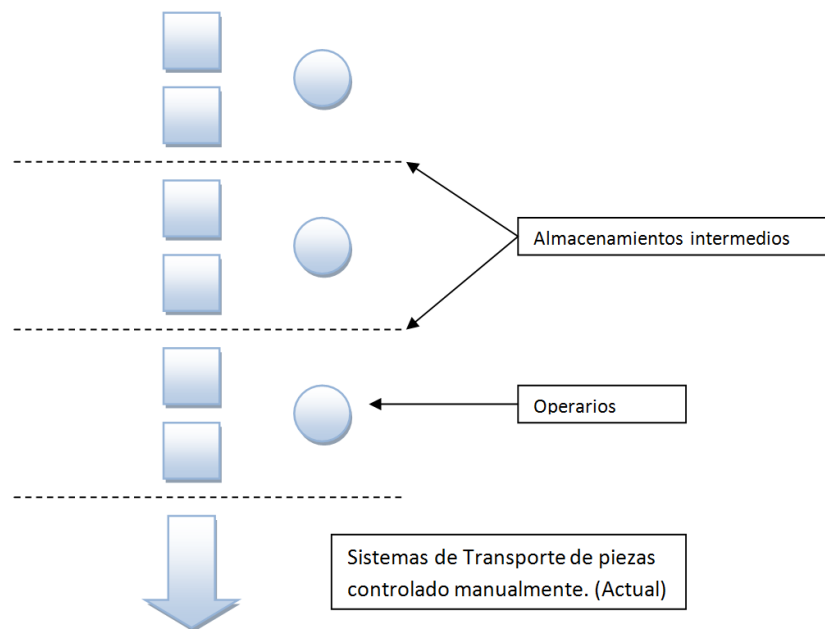 Almacenamientos intermedios
Operarios
Sistemas de Transporte de piezas
controlado manualmente. (Actual)